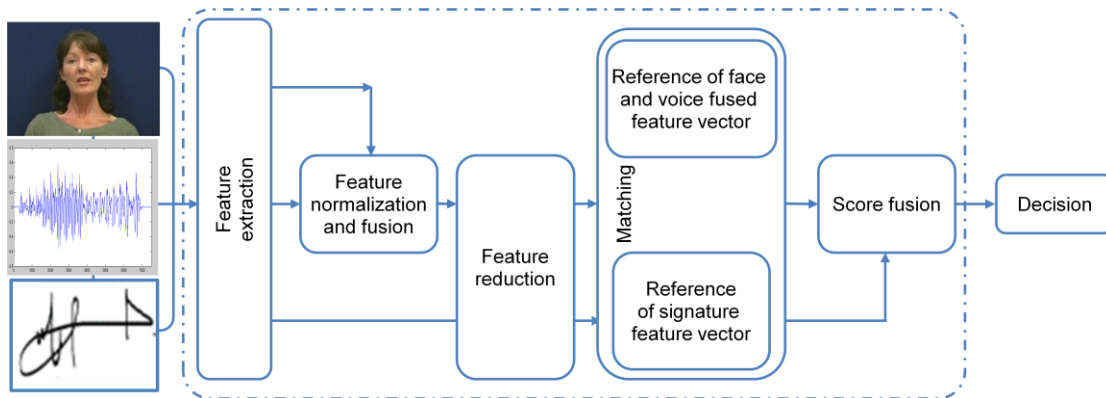 Feature
extraction
Feature
normalization
and fusion
Feature
reduction
Matching
Reference of face
and voice fused
feature vector
Reference
of signature
feature vector
Score fusion
Decision